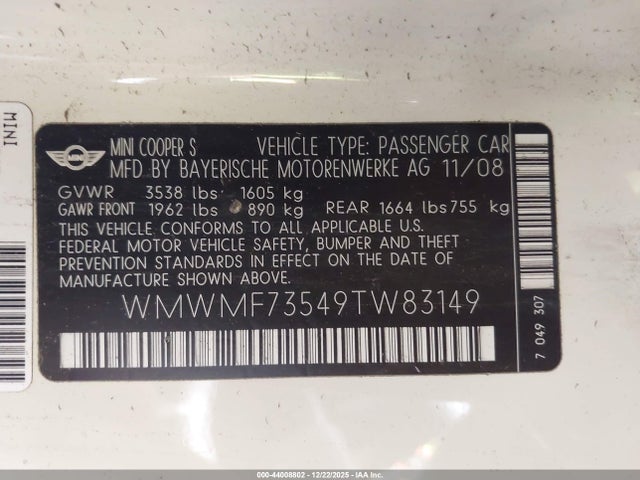 MINI
MINI
MINI COOPER S VEHICLE TYPE: PASSENGER CAR
MFD BY BAYERISCHE MOTORENWERKE AG 11/08
GVWR 3538 lbs 1605 kg
GAWR FRONT 1962 lbs 890 kg REAR 1664 lbs 755 kg
THIS VEHICLE CONFORMS TO ALL APPLICABLE U.S.
FEDERAL MOTOR VEHICLE SAFETY, BUMPER AND THEFT
PREVENTION STANDARDS IN EFFECT ON THE DATE OF
MANUFACTURE SHOWN ABOVE.
WMWMF73549TW83149
7 049 307
000-44008802 - 12/22/2025 - IAA Inc.